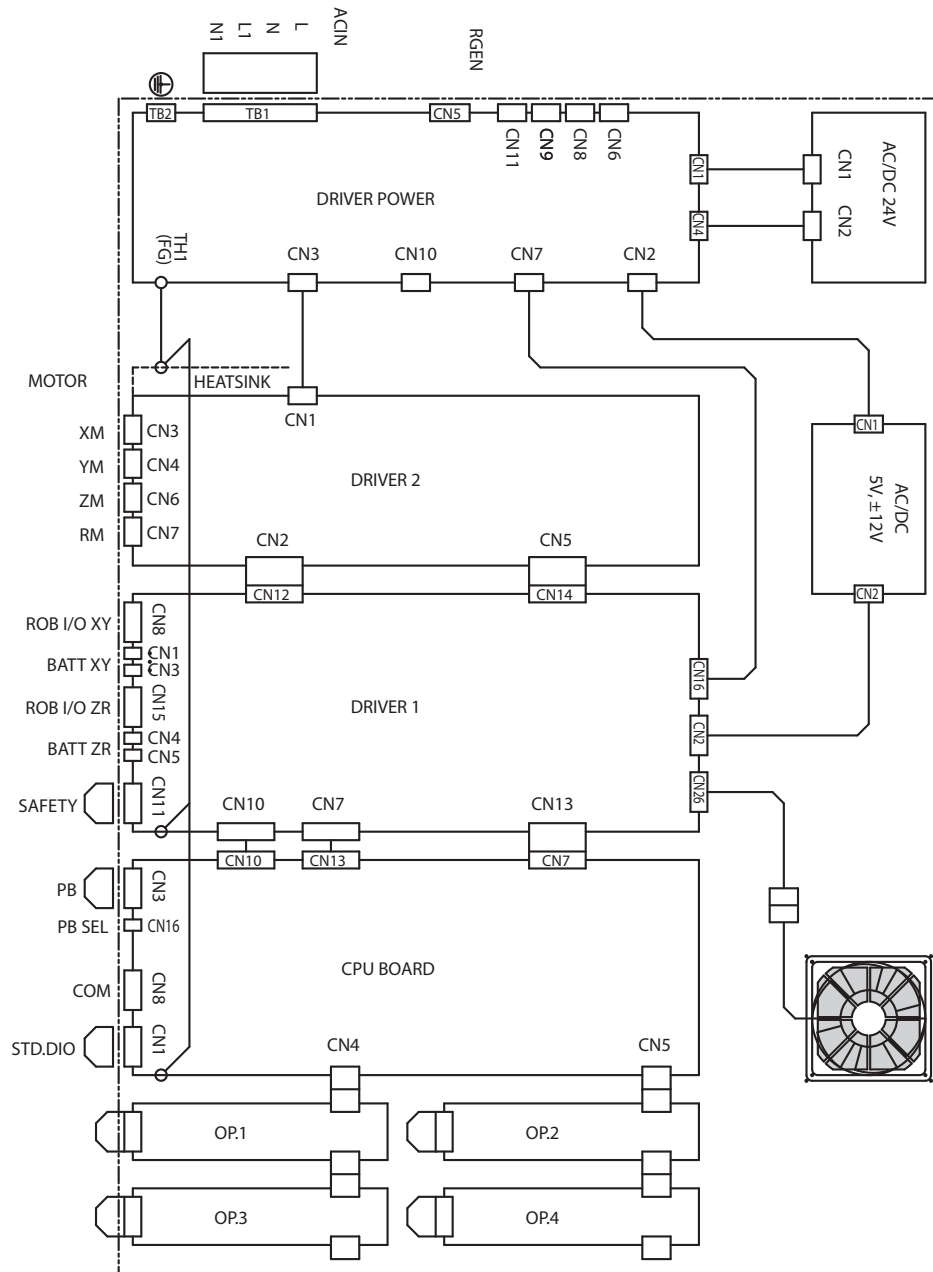 N1
L1
N
L
ACIN
RGEN
TB2
TB1
CN5
CN11
CN9
CN8
CN6
DRIVER POWER
CN1
CN4
CN1
CN2
AC/DC 24V
TH1
(FG)
CN3
CN10
CN7
CN2
MOTOR
HEATSINK
CN1
XM
CN3
YM
CN4
ZM
CN6
RM
CN7
DRIVER 2
CN1
AC/DC
5V, ±12V
CN2
CN2
CN5
CN12
CN14
ROB I/O XY
CN8
BATT XY
CN1
CN3
ROB I/O ZR
CN15
BATT ZR
CN4
CN5
SAFETY
CN11
DRIVER 1
CN16
CN2
CN26
CN10
CN7
CN13
CN10
CN13
CN7
PB
CN3
PB SEL
CN16
COM
CN8
STD.DIO
CN1
CPU BOARD
CN4
CN5
OP.1
OP.2
OP.3
OP.4